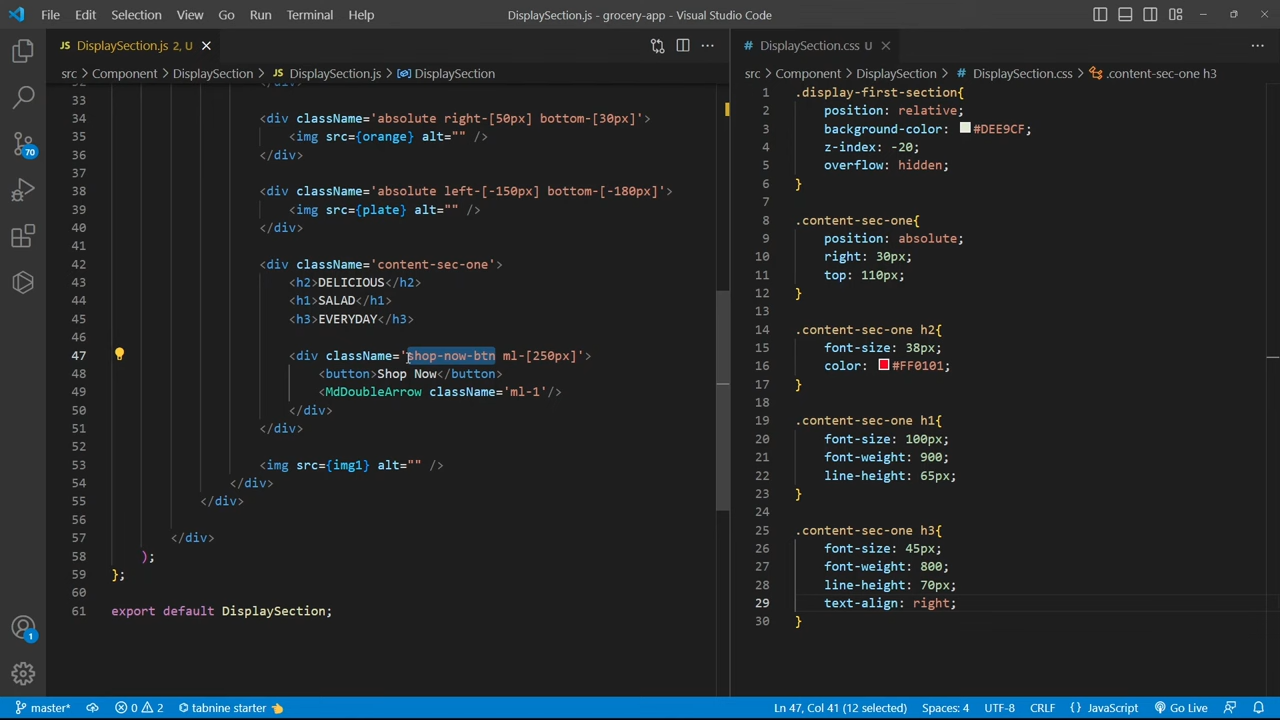 File Edit Selection View Go Run Terminal Help
DisplaySection.js - grocery-app - Visual Studio Code
JS DisplaySection.js 2, U
src > Component > DisplaySection > JS DisplaySection.js > DisplaySection
33
34 <div className='absolute right-[50px] bottom-[30px]'>
35 <img src={orange} alt="" />
36 </div>
37
38 <div className='absolute left-[-150px] bottom-[-180px]'>
39 <img src={plate} alt="" />
40 </div>
41
42 <div className='content-sec-one'>
43 <h2>DELICIOUS</h2>
44 <h1>SALAD</h1>
45 <h3>EVERYDAY</h3>
46
47 <div className='shop-now-btn ml-[250px]'>
48 <button>Shop Now</button>
49 <MdDoubleArrow className='ml-1'/>
50 </div>
51 </div>
52
53 <img src={img1} alt="" />
54 </div>
55 </div>
56
57 </div>
58 );
59 };
60
61 export default DisplaySection;
# DisplaySection.css U
src > Component > DisplaySection > # DisplaySection.css > .content-sec-one h3
1 .display-first-section{
2 position: relative;
3 background-color: #DEE9CF;
4 z-index: -20;
5 overflow: hidden;
6 }
7
8 .content-sec-one{
9 position: absolute;
10 right: 30px;
11 top: 110px;
12 }
13
14 .content-sec-one h2{
15 font-size: 38px;
16 color: #FF0101;
17 }
18
19 .content-sec-one h1{
20 font-size: 100px;
21 font-weight: 900;
22 line-height: 65px;
23 }
24
25 .content-sec-one h3{
26 font-size: 45px;
27 font-weight: 800;
28 line-height: 70px;
29 text-align: right;
30 }
70
1
master* 0 2 tabnine starter 👈 Ln 47, Col 41 (12 selected) Spaces: 4 UTF-8 CRLF {} JavaScript Go Live